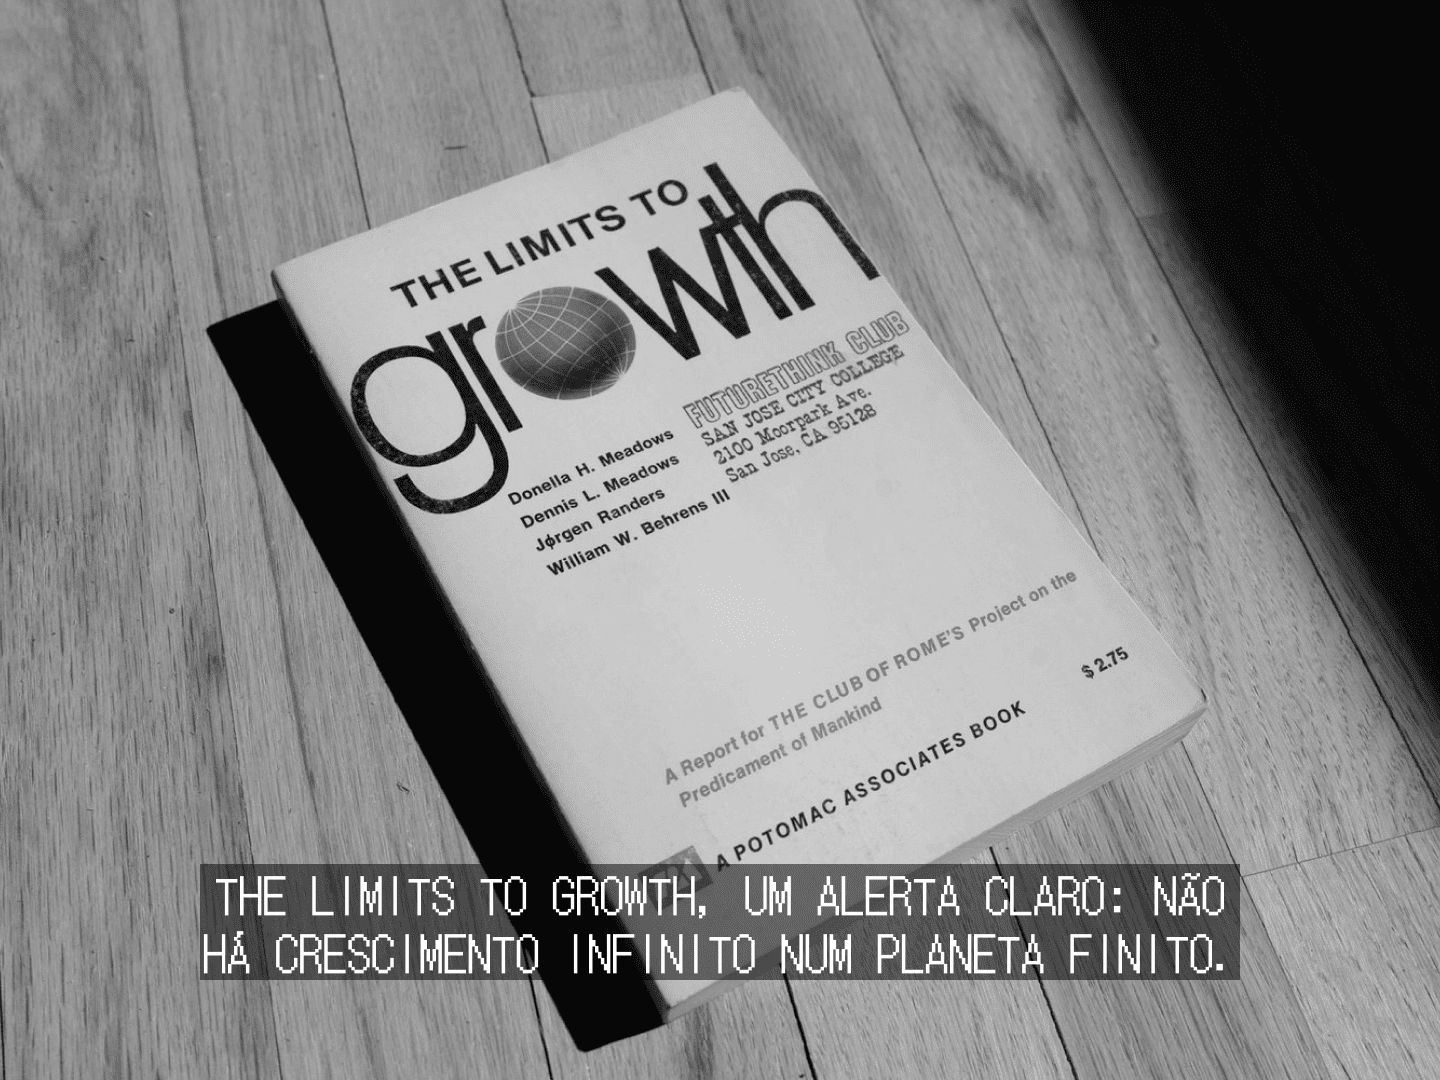 THE LIMITS TO
growth
FUTURETHINK CLUB
SAN JOSE CITY COLLEGE
2100 Moorpark Ave.
San Jose, CA 95128
Donella H. Meadows
Dennis L. Meadows
Jørgen Randers
William W. Behrens III
A Report for THE CLUB OF ROME'S Project on the
Predicament of Mankind
$2.75
A POTOMAC ASSOCIATES BOOK
THE LIMITS TO GROWTH, UM ALERTA CLARO: NÃO
HÁ CRESCIMENTO INFINITO NUM PLANETA FINITO.